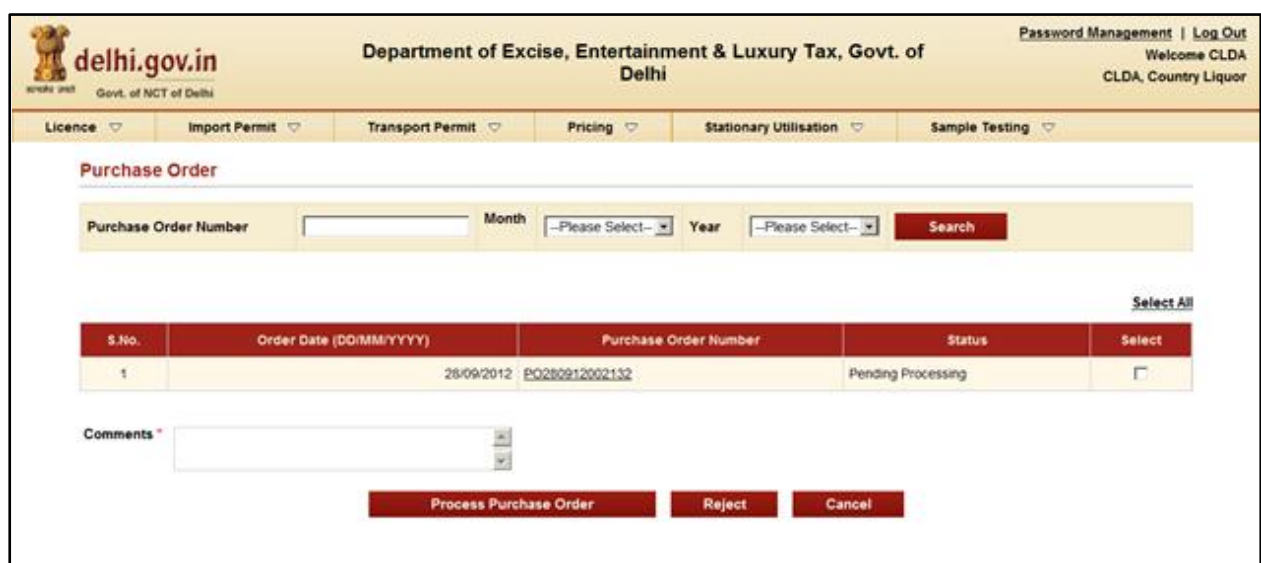 Password Management | Log Out
delhi.gov.in
Department of Excise, Entertainment & Luxury Tax, Govt. of
Delhi
Welcome CLDA
CLDA, Country Liquor
Govt. of NCT of Delhi
Licence
Import Permit
Transport Permit
Pricing
Stationary Utilisation
Sample Testing
Purchase Order
Purchase Order Number
Month
--Please Select--
Year
--Please Select--
Search
Select All
S.No.
Order Date (DD/MM/YYYY)
Purchase Order Number
Status
Select
1
28/09/2012
PO280912002132
Pending Processing
Comments *
Process Purchase Order
Reject
Cancel